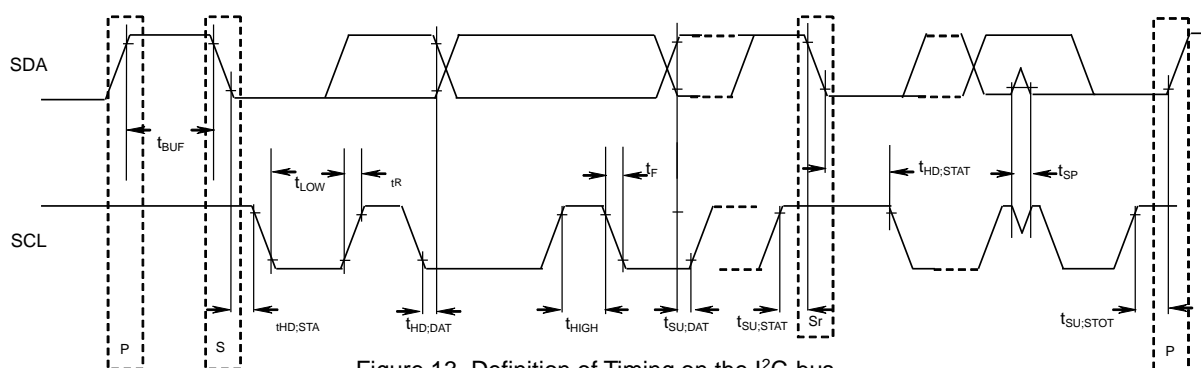 SDA
tBUF
tLOW
tR
tF
tHD;STAT
tSP
SCL
tHD;STA
tHD;DAT
tHIGH
tSU;DAT
tSU;STAT
Sr
tSU;STOT
P
S
P
Figure 12. Definition of Timing on the I²C bus